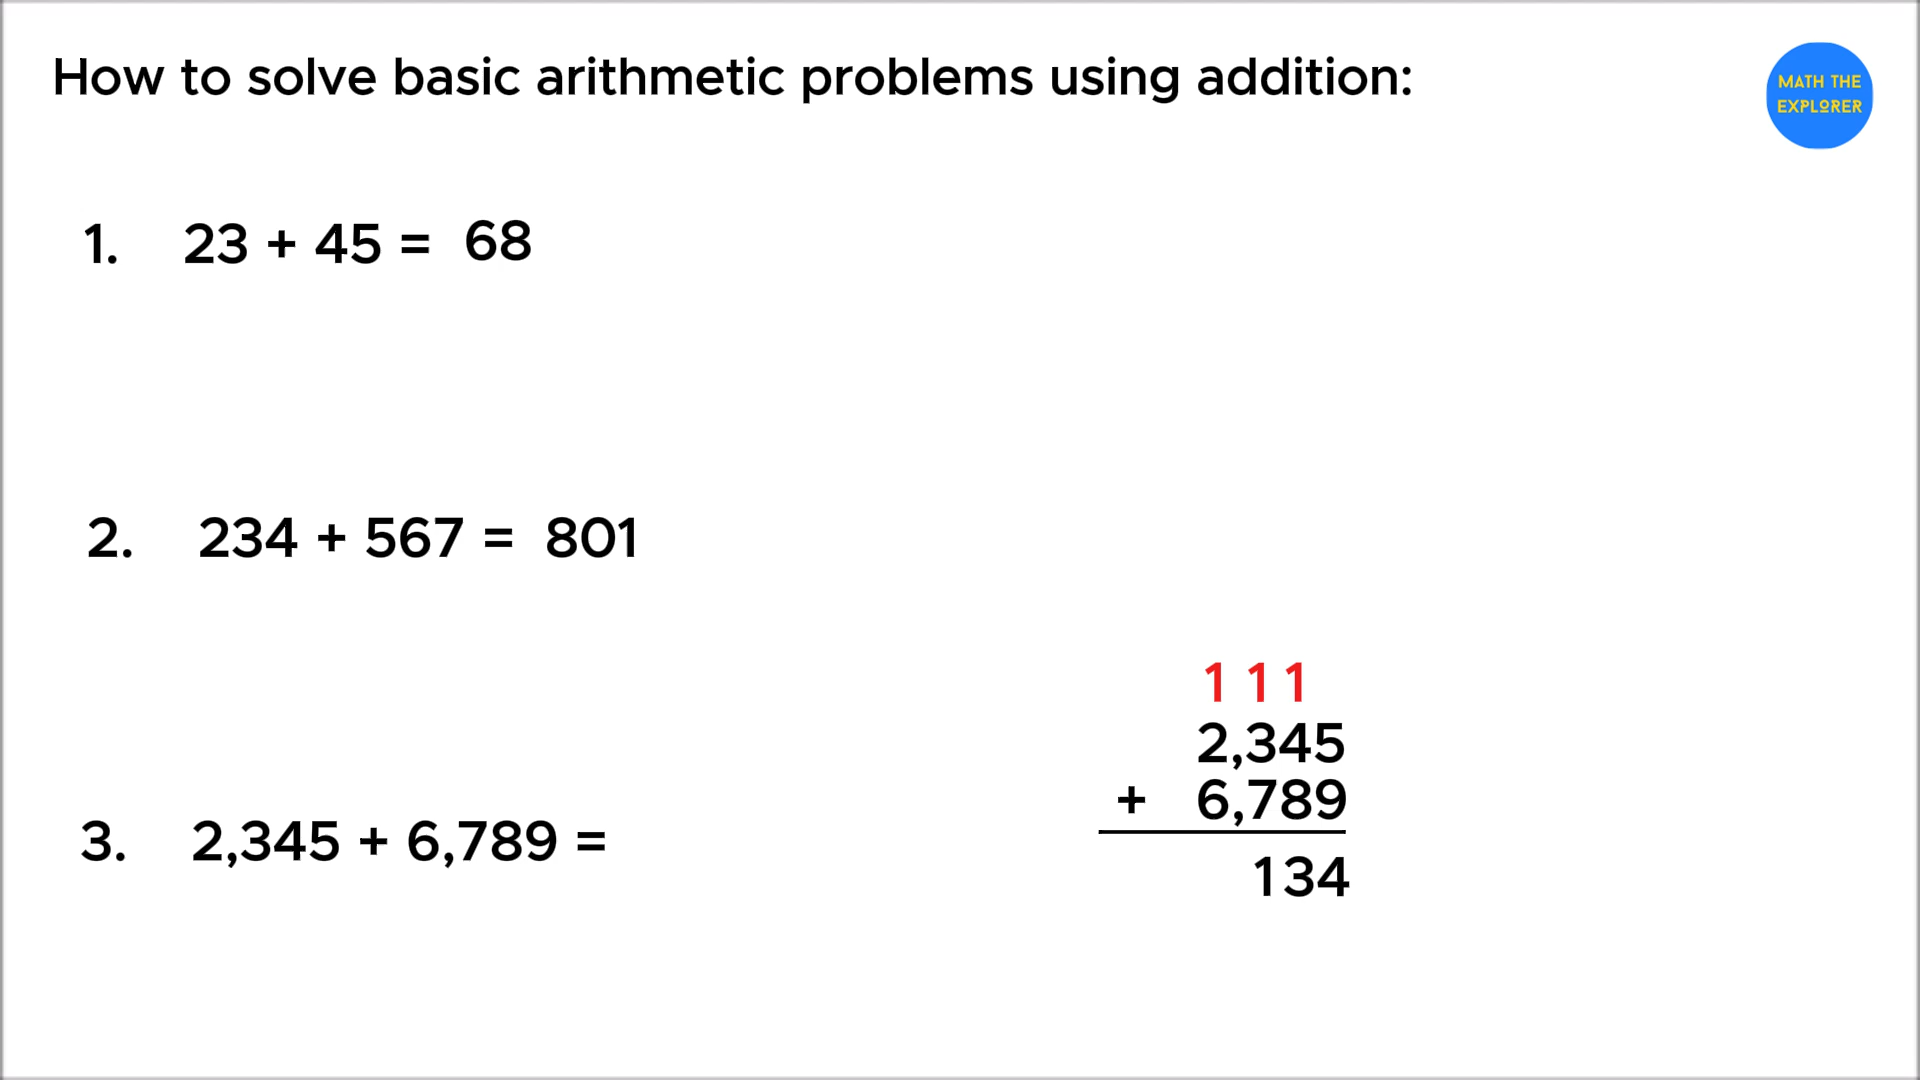 How to solve basic arithmetic problems using addition:
MATH THE
EXPLORER
1. 23 + 45 = 68
2. 234 + 567 = 801
1 1 1
2,345
+ 6,789
134
3. 2,345 + 6,789 =